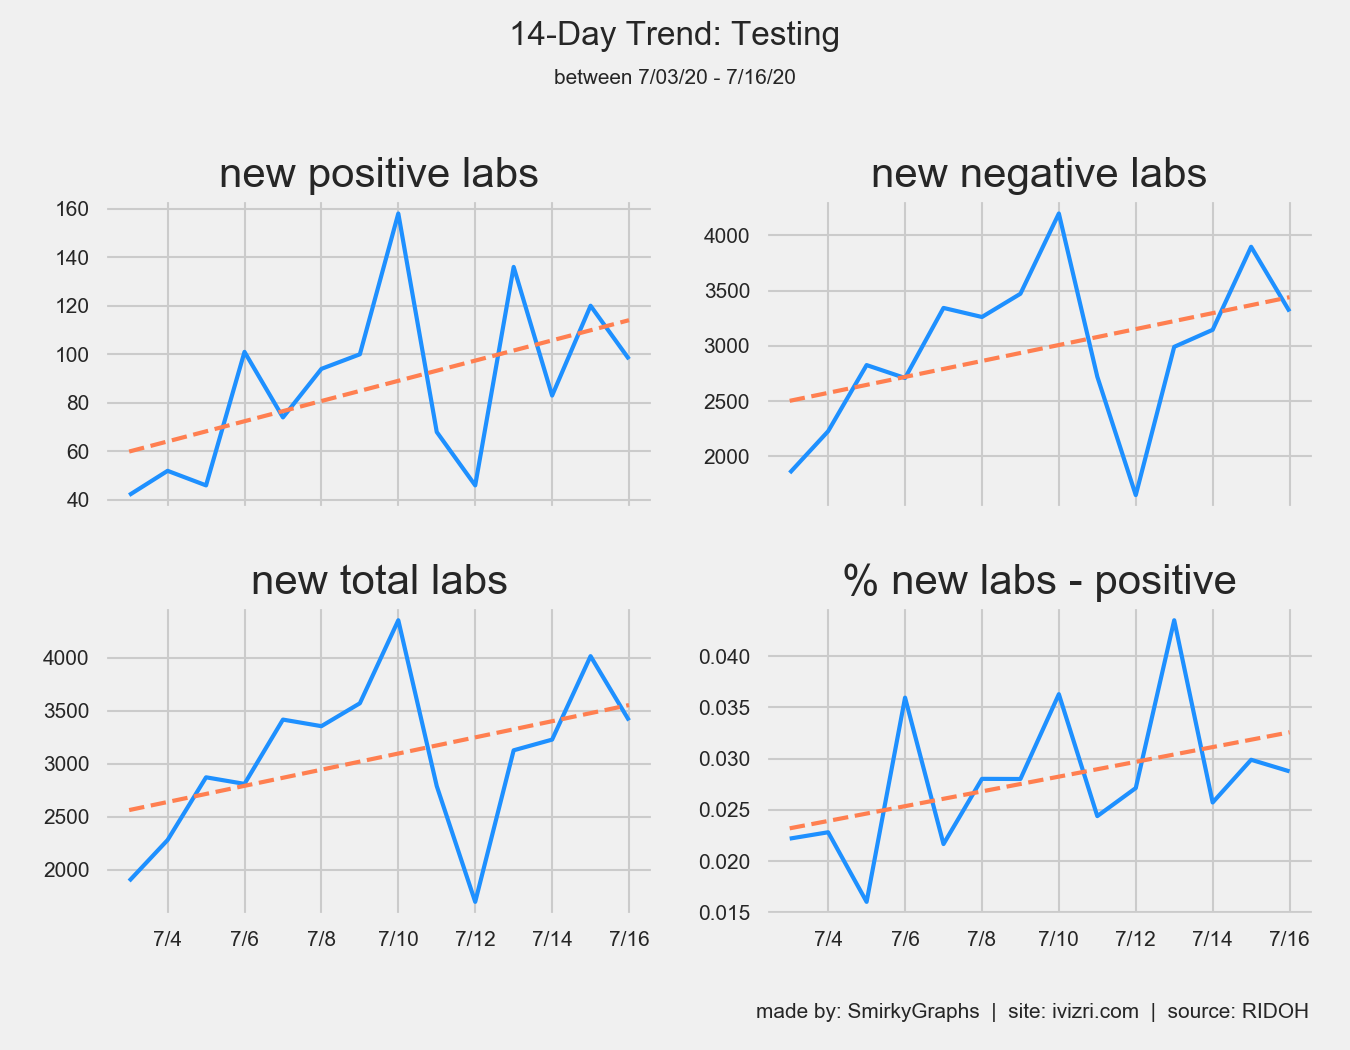 14-Day Trend: Testing
between 7/03/20 - 7/16/20
new positive labs
160
140
120
100
80
60
40
new negative labs
4000
3500
3000
2500
2000
new total labs
4000
3500
3000
2500
2000
7/4 7/6 7/8 7/10 7/12 7/14 7/16
% new labs - positive
0.040
0.035
0.030
0.025
0.020
0.015
7/4 7/6 7/8 7/10 7/12 7/14 7/16
made by: SmirkyGraphs | site: ivizri.com | source: RIDOH